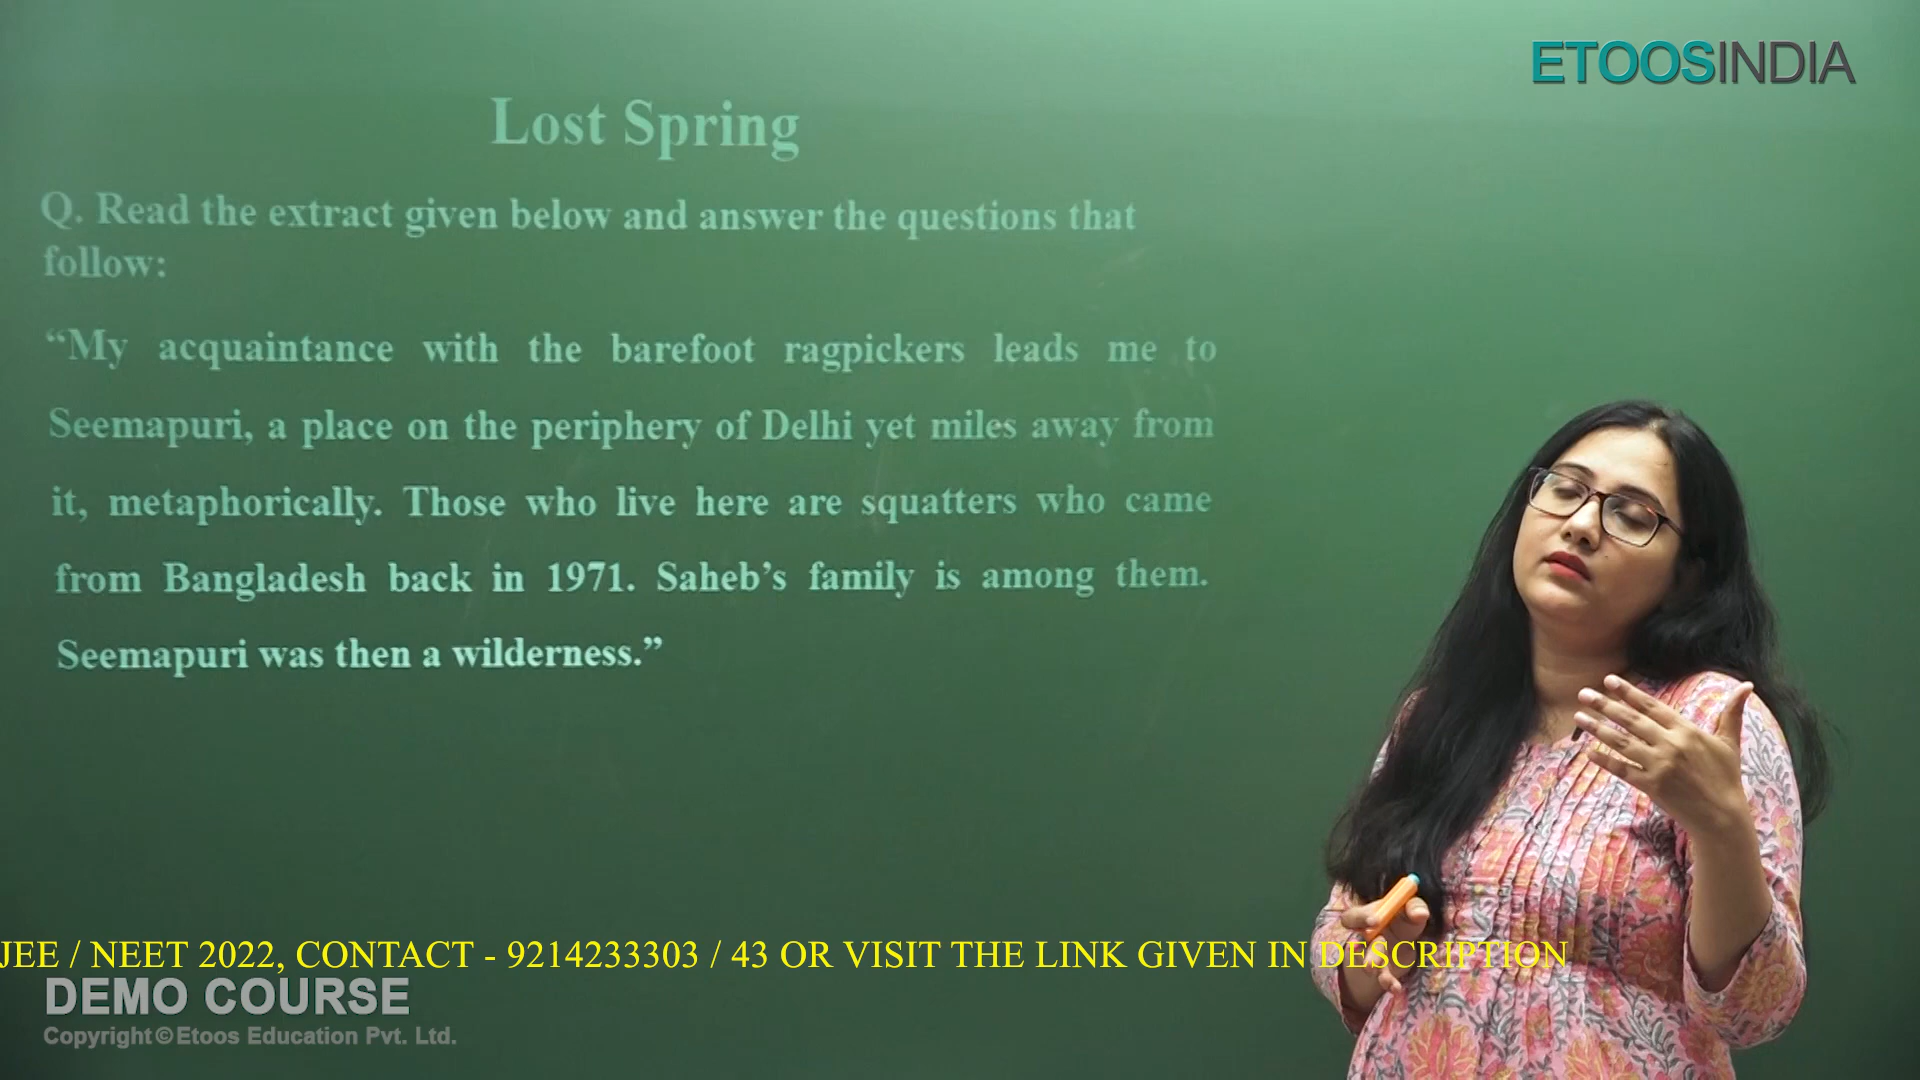 ETOOSINDIA
Lost Spring
Q. Read the extract given below and answer the questions that
follow:
“My acquaintance with the barefoot ragpickers leads me to
Seemapuri, a place on the periphery of Delhi yet miles away from
it, metaphorically. Those who live here are squatters who came
from Bangladesh back in 1971. Saheb’s family is among them.
Seemapuri was then a wilderness.”
JEE / NEET 2022, CONTACT - 9214233303 / 43 OR VISIT THE LINK GIVEN IN DESCRIPTION
DEMO COURSE
Copyright © Etoos Education Pvt. Ltd.